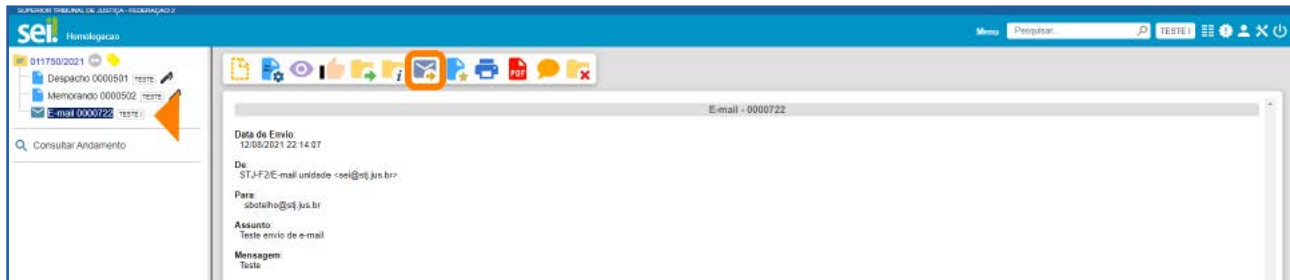 SUPERIOR TRIBUNAL DE JUSTIÇA - FEDERAÇÃO 2
sei. Homologacao
Menu Pesquisar... TESTE I
011750/2021
Despacho 0000501 TESTE
Memorando 0000502 TESTE
E-mail 0000722 TESTE I
Consultar Andamento
PDF
E-mail - 0000722
Data de Envio:
12/08/2021 22:14:07
De:
STJ-F2/E-mail unidade <sei@stj.jus.br>
Para:
sbotelho@stj.jus.br
Assunto:
Teste envio de e-mail
Mensagem:
Teste